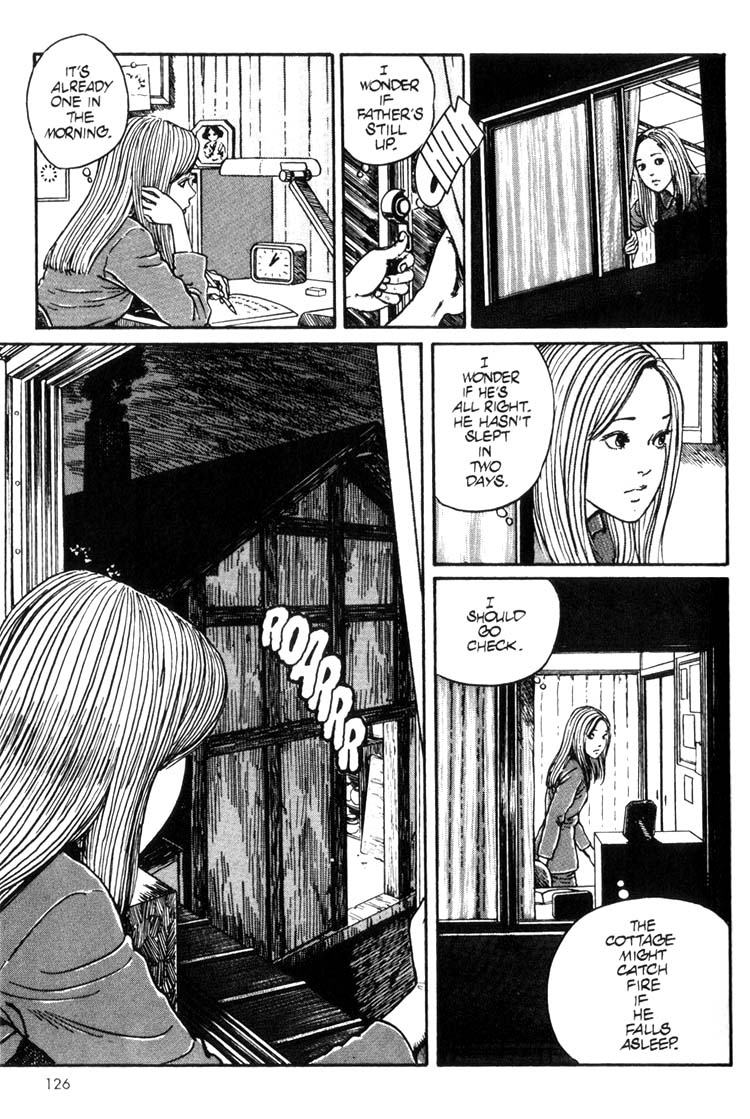 IT'S
ALREADY
ONE IN
THE
MORNING.
I
WONDER
IF
FATHER'S
STILL
UP.
I
WONDER
IF HE'S
ALL RIGHT.
HE HASN'T
SLEPT
IN
TWO
DAYS.
ROARRR
I
SHOULD
GO
CHECK.
THE
COTTAGE
MIGHT
CATCH
FIRE
IF
HE
FALLS
ASLEEP.
126